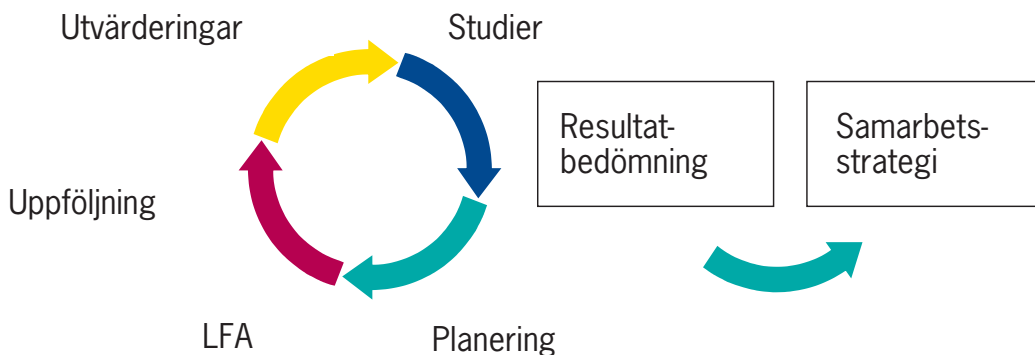 Utvärderingar
Studier
Resultat-
bedömning
Samarbets-
strategi
Uppföljning
LFA
Planering